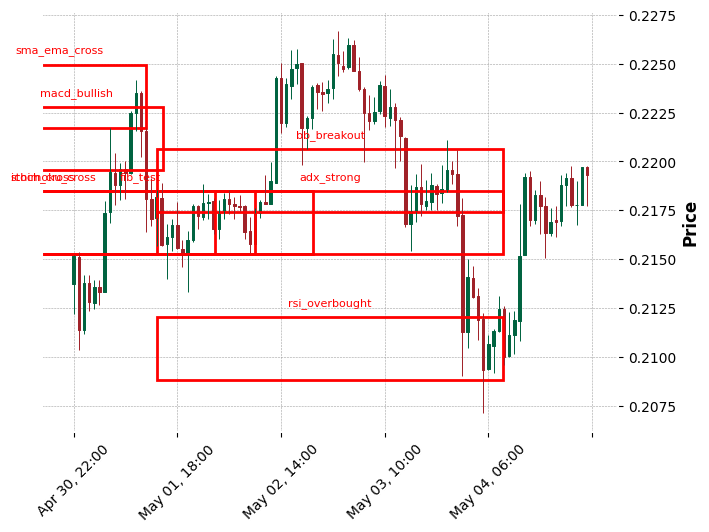 0.2275
sma_ema_cross
0.2250
macd_bullish
0.2225
bb_breakout
0.2200
fib_test
adx_strong
0.2175
Price
0.2150
rsi_overbought
0.2125
0.2100
0.2075
Apr 30, 22:00
May 01, 18:00
May 02, 14:00
May 03, 10:00
May 04, 06:00